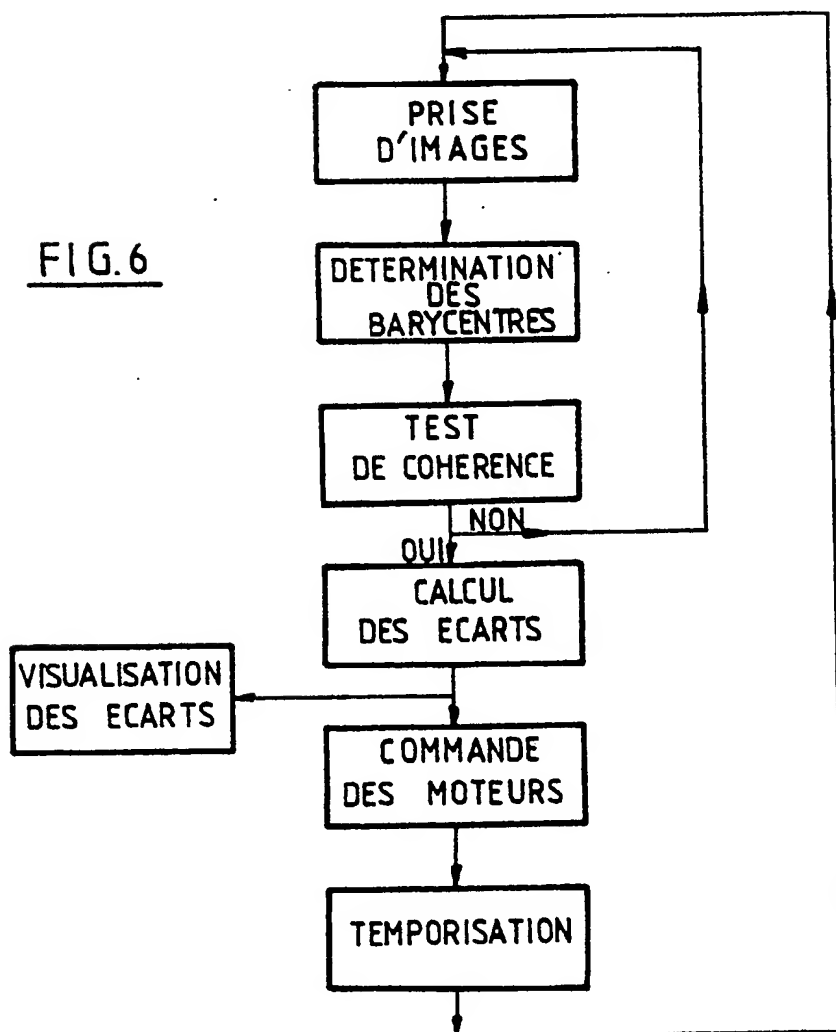 PRISE
D'IMAGES
FIG.6
DETERMINATION
DES
BARYCENTRES
TEST
DE COHERENCE
NON
OUI
CALCUL
DES ECARTS
VISUALISATION
DES ECARTS
COMMANDE
DES MOTEURS
TEMPORISATION